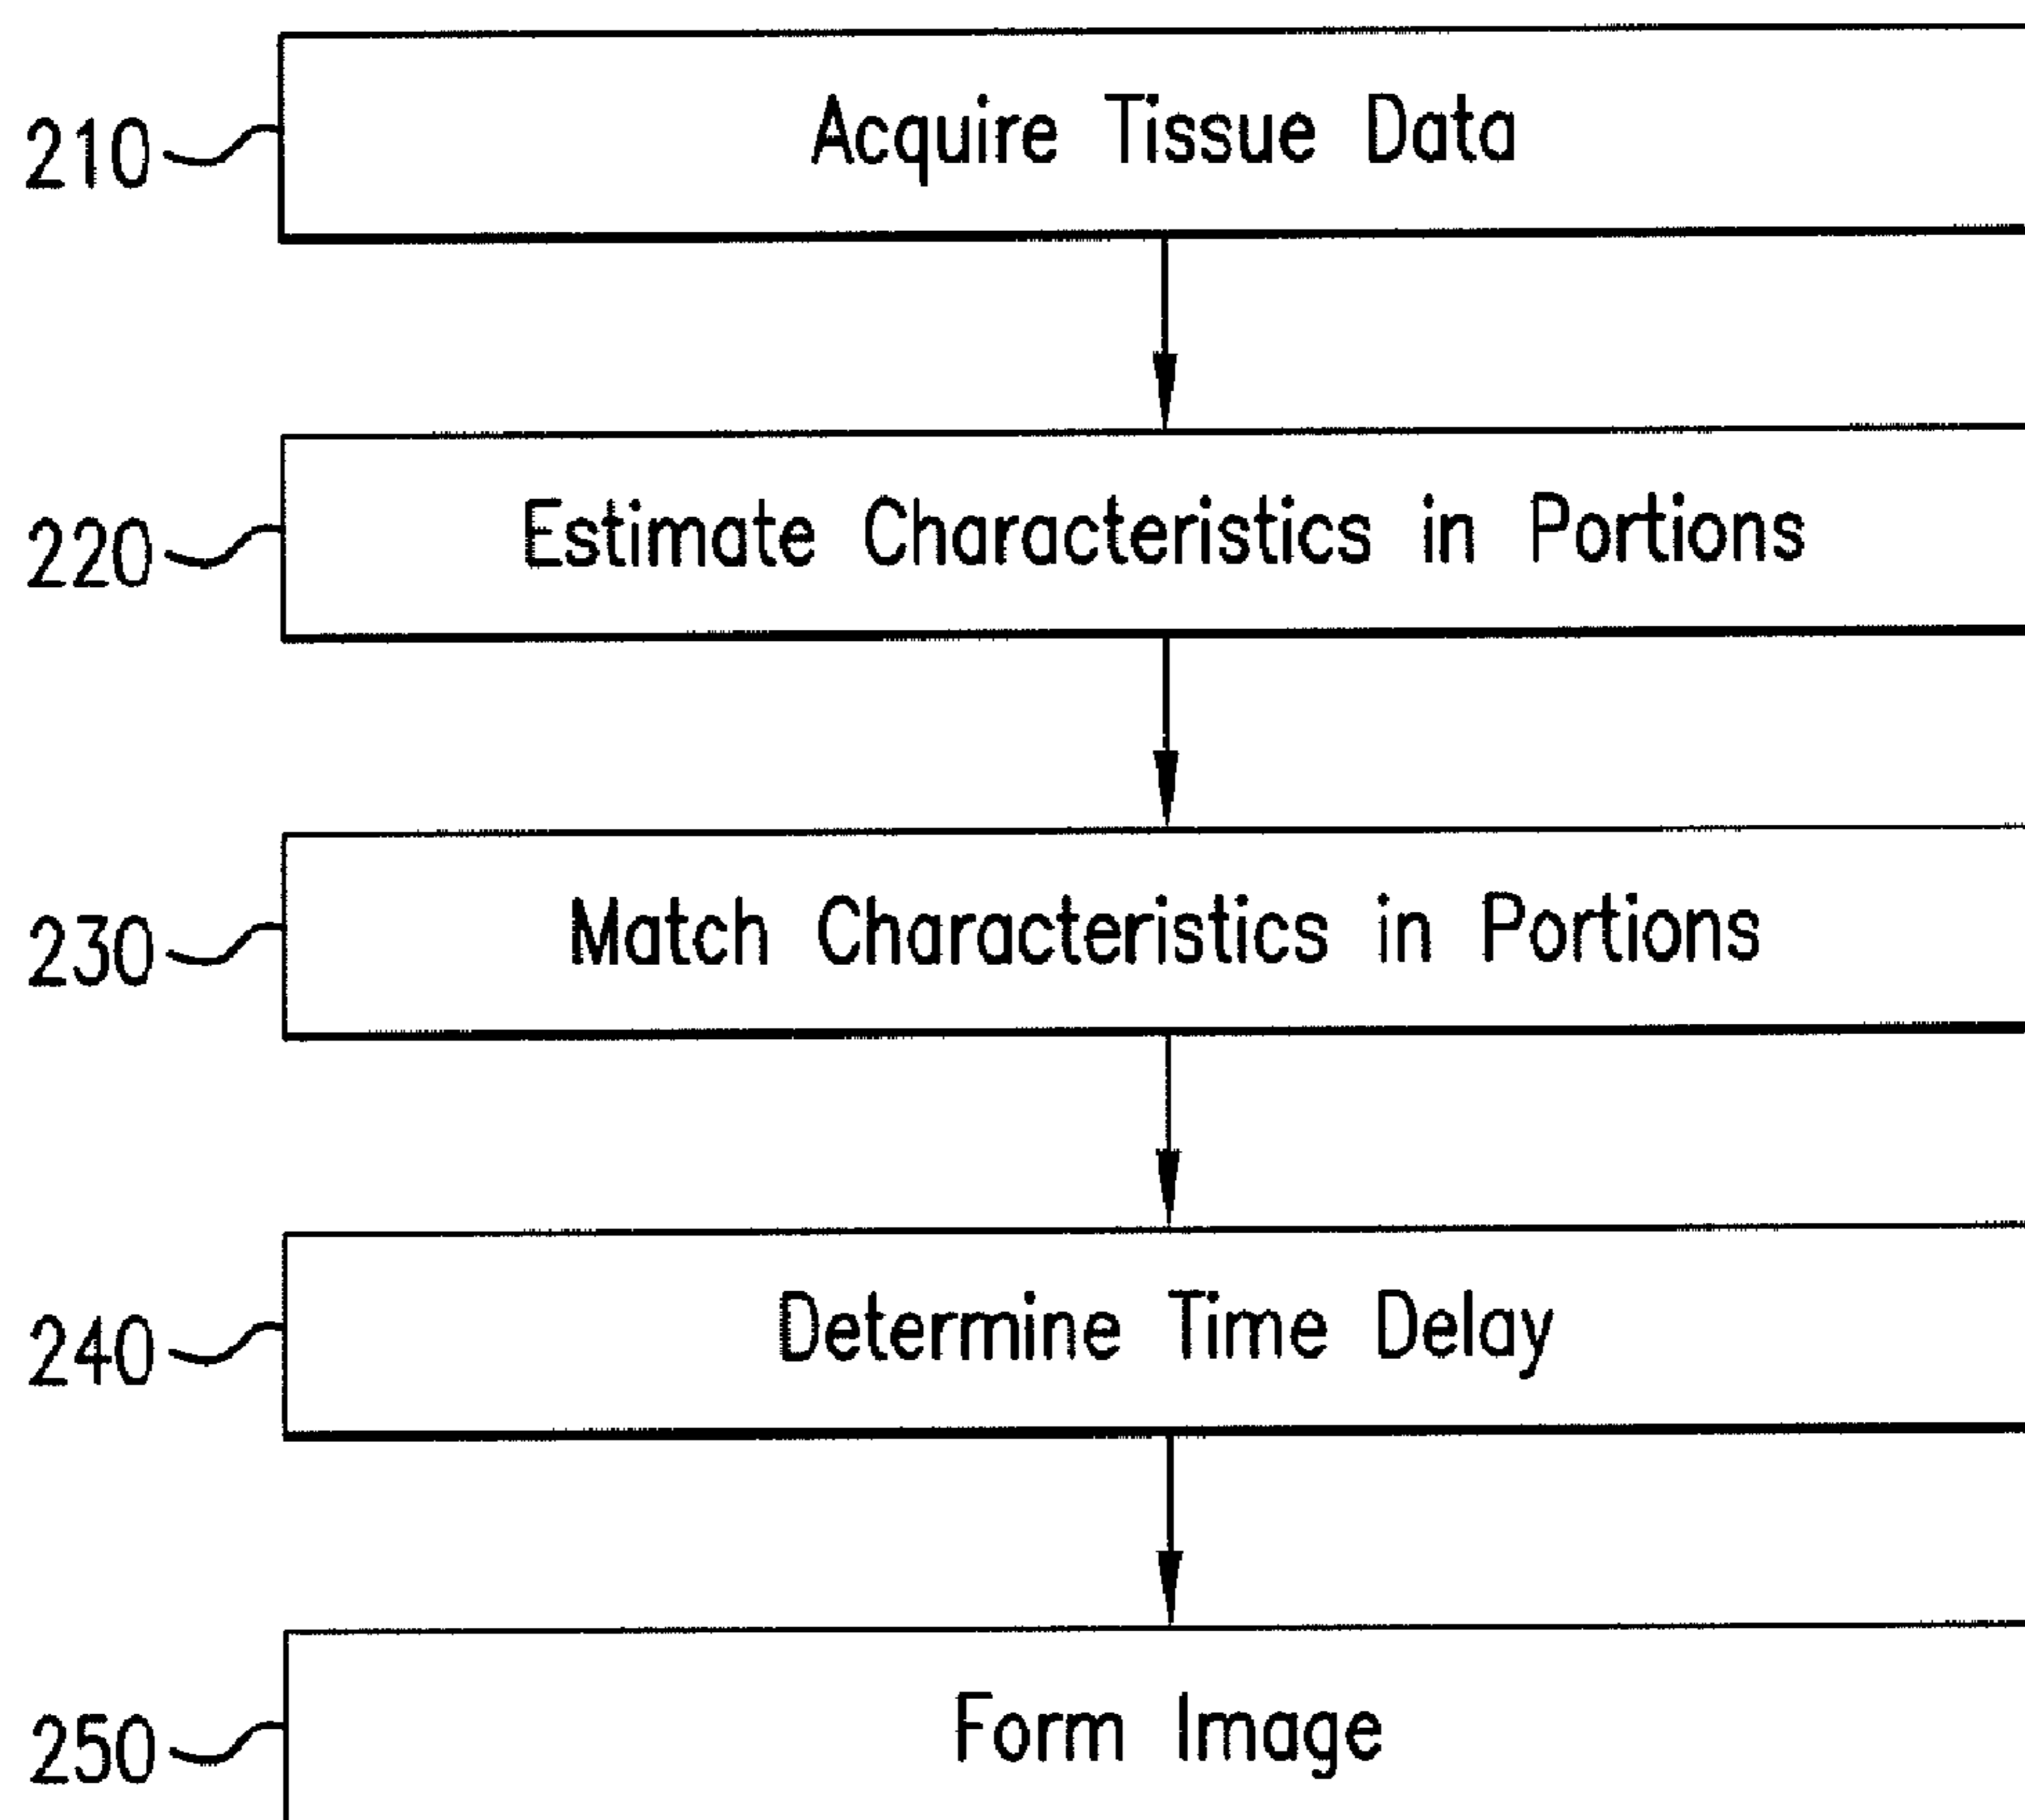 210 Acquire Tissue Data
220 Estimate Characteristics in Portions
230 Match Characteristics in Portions
240 Determine Time Delay
250 Form Image